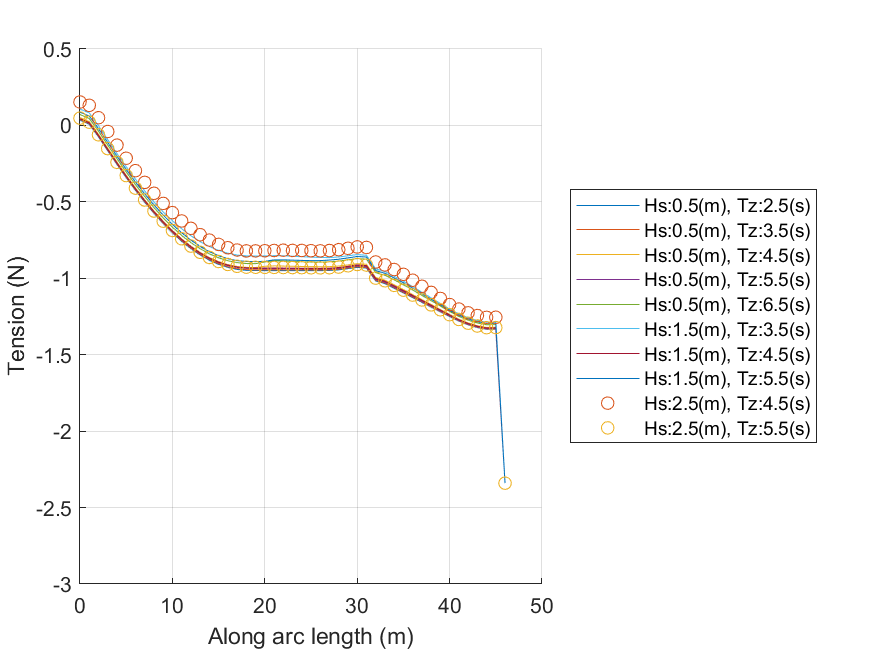 0.5
0
-0.5
-1
-1.5
-2
-2.5
-3
0 10 20 30 40 50
Along arc length (m)
Tension (N)
Hs:0.5(m), Tz:2.5(s)
Hs:0.5(m), Tz:3.5(s)
Hs:0.5(m), Tz:4.5(s)
Hs:0.5(m), Tz:5.5(s)
Hs:0.5(m), Tz:6.5(s)
Hs:1.5(m), Tz:3.5(s)
Hs:1.5(m), Tz:4.5(s)
Hs:1.5(m), Tz:5.5(s)
Hs:2.5(m), Tz:4.5(s)
Hs:2.5(m), Tz:5.5(s)